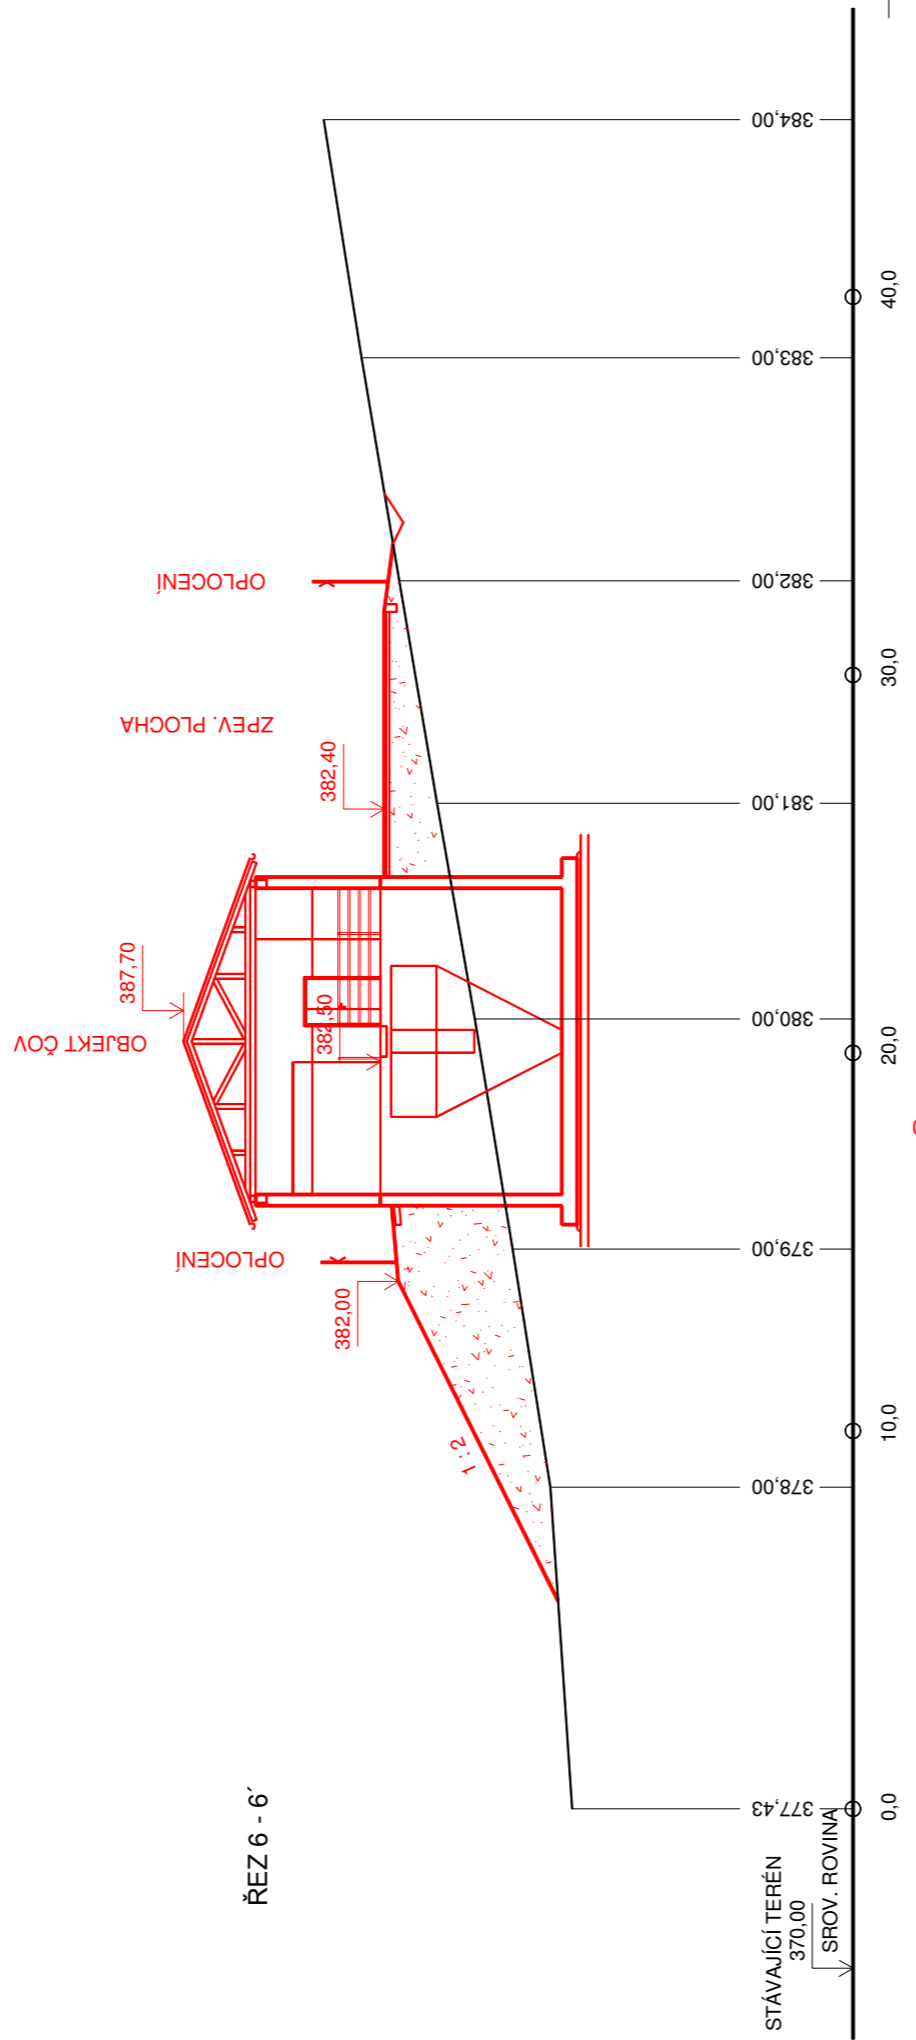 ŘEZ 6 - 6´
OBJEKT ČOV
387,70
OPLOCENÍ
382,00
1:2
382,50
382,40
ZPEV. PLOCHA
OPLOCENÍ
STÁVAJÍCÍ TERÉN
370,00
SROV. ROVINA
377,43
378,00
379,00
380,00
381,00
382,00
383,00
384,00
0,0
10,0
20,0
30,0
40,0